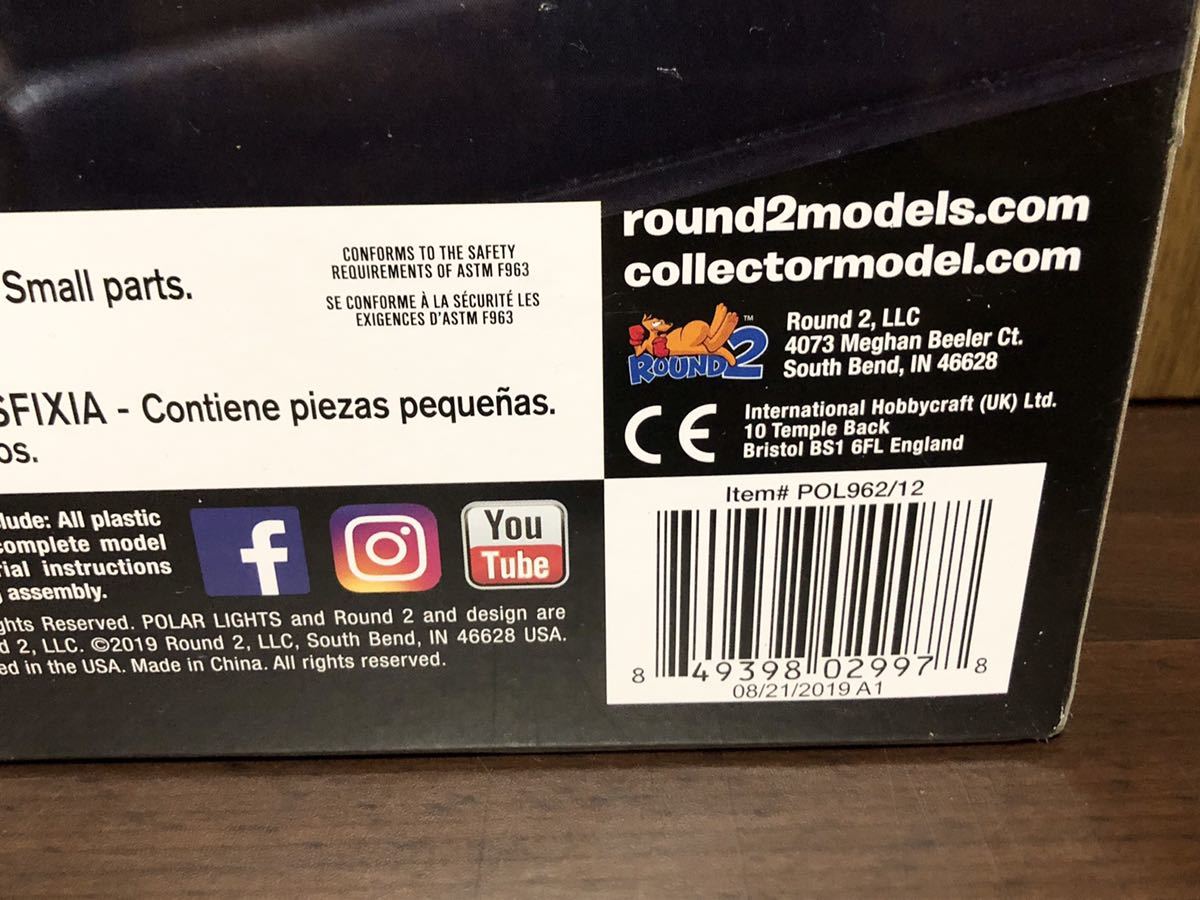 Small parts.
CONFORMS TO THE SAFETY
REQUIREMENTS OF ASTM F963
SE CONFORME À LA SÉCURITÉ LES
EXIGENCES D'ASTM F963
SFIXIA - Contiene piezas pequeñas.
os.
round2models.com
collectormodel.com
ROUND 2 ™
Round 2, LLC
4073 Meghan Beeler Ct.
South Bend, IN 46628
CE
International Hobbycraft (UK) Ltd.
10 Temple Back
Bristol BS1 6FL England
lude: All plastic
complete model
ial instructions
assembly.
f
You
Tube
ghts Reserved. POLAR LIGHTS and Round 2 and design are
d 2, LLC. ©2019 Round 2, LLC, South Bend, IN 46628 USA.
ed in the USA. Made in China. All rights reserved.
Item# POL962/12
8 49398 02997 8
08/21/2019 A1